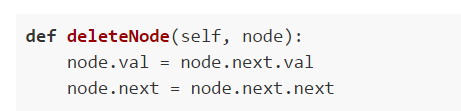 def deleteNode(self, node):
    node.val = node.next.val
    node.next = node.next.next